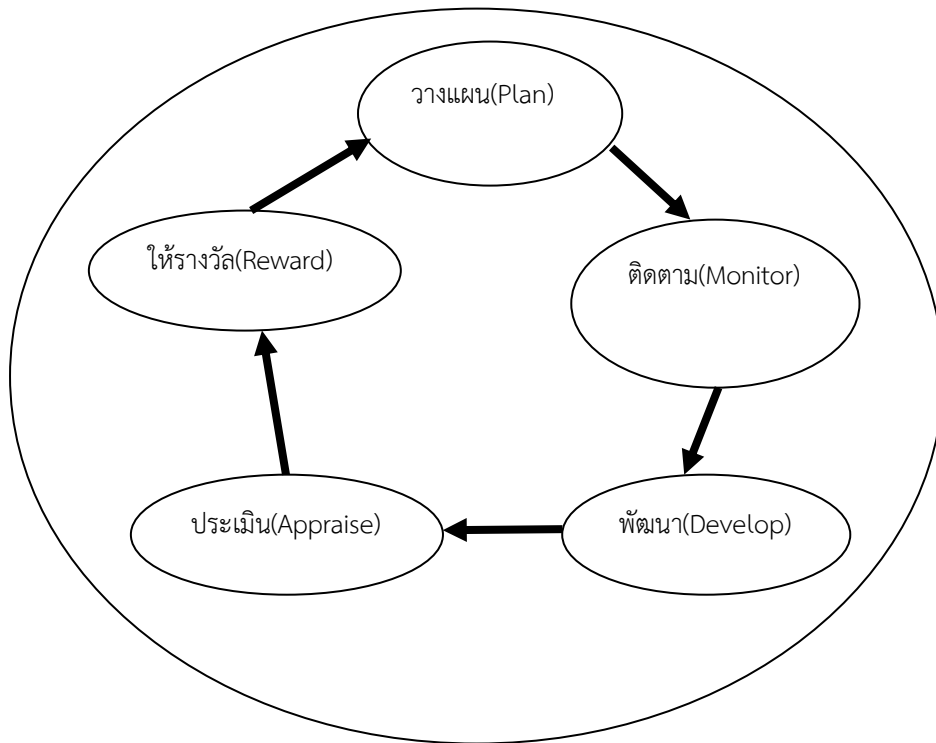 วางแผน(Plan)
ติดตาม(Monitor)
พัฒนา(Develop)
ประเมิน(Appraise)
ให้รางวัล(Reward)